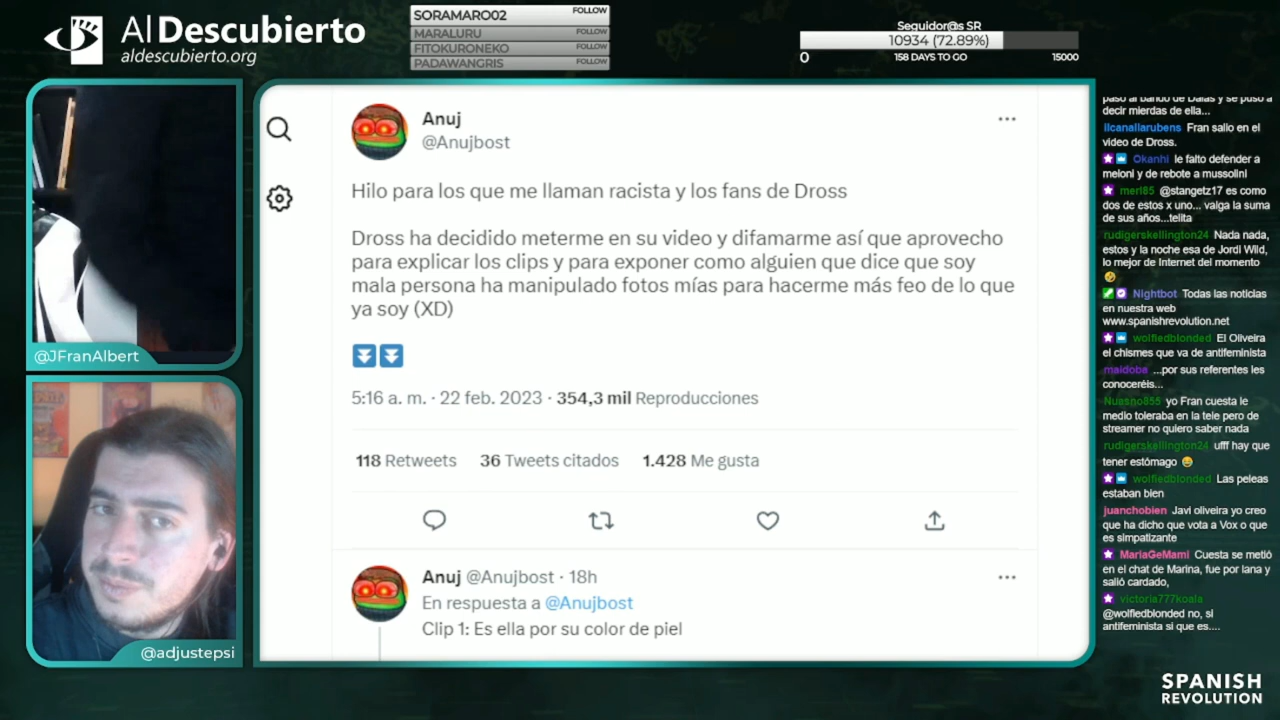 Al Descubierto
aldescubierto.org
SORAMARO02 FOLLOW
MARALURU FOLLOW
FITOKURONEKO FOLLOW
PADAWANGRIS FOLLOW
Seguidor@s SR
10934 (72.89%)
0 158 DAYS TO GO 15000
@JFranAlbert
@adjustepsi
Anuj
@Anujbost
Hilo para los que me llaman racista y los fans de Dross
Dross ha decidido meterme en su video y difamarme así que aprovecho
para explicar los clips y para exponer como alguien que dice que soy
mala persona ha manipulado fotos mías para hacerme más feo de lo que
ya soy (XD)
5:16 a. m. · 22 feb. 2023 · 354,3 mil Reproducciones
118 Retweets 36 Tweets citados 1.428 Me gusta
Anuj @Anujbost · 18h
En respuesta a @Anujbost
Clip 1: Es ella por su color de piel
pasó al bando de Dalas y se puso a
decir mierdas de ella...
ilcanallarubens Fran salio en el
video de Dross.
Okanhi le falto defender a
meloni y de rebote a mussolini
merl85 @stangetz17 es como
dos de estos x uno... valga la suma
de sus años...telita
rudigerskellington24 Nada nada,
estos y la noche esa de Jordi Wild,
lo mejor de Internet del momento
Nightbot Todas las noticias
en nuestra web
www.spanishrevolution.net
wolfiedblonded El Oliveira
el chismes que va de antifeminista
maldoba ...por sus referentes les
conoceréis...
Nuasno855 yo Fran cuesta le
medio toleraba en la tele pero de
streamer no quiero saber nada
rudigerskellington24 ufff hay que
tener estómago
wolfiedblonded Las peleas
estaban bien
juanchobien Javi oliveira yo creo
que ha dicho que vota a Vox o que
es simpatizante
MariaGeMami Cuesta se metió
en el chat de Marina, fue por lana y
salió cardado,
victoria777koala
@wolfiedblonded no, si
antifeminista si que es....
SPANISH
REVOLUTION